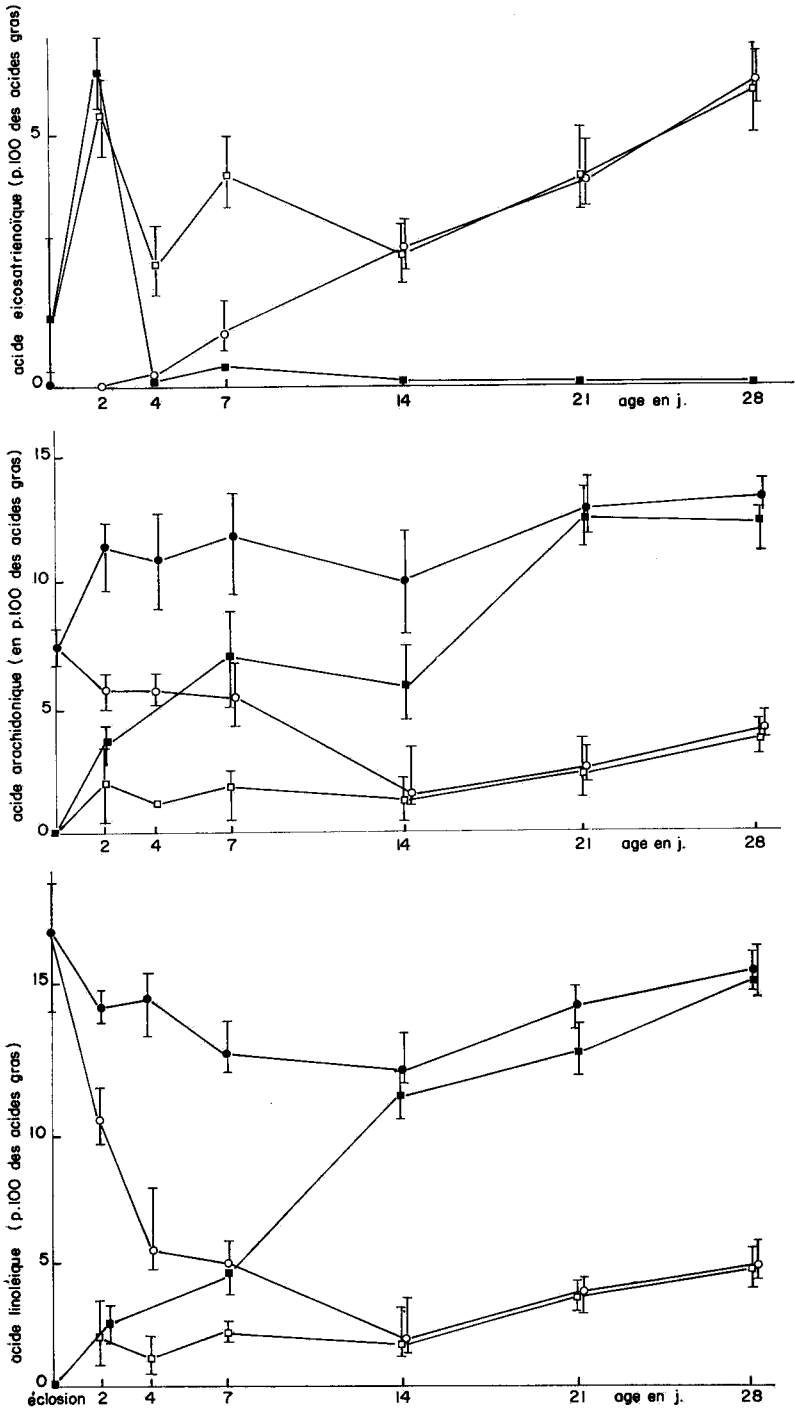 acide eicosatrienoïque (p.100 des acides gras)
5
0
2 4 7 14 21 age en j. 28
acide arachidonique (en p.100 des acides gras)
15
10
5
0
2 4 7 14 21 age en j. 28
acide linoléique (p.100 des acides gras)
15
10
5
0
éclosion 2 4 7 14 21 age en j. 28